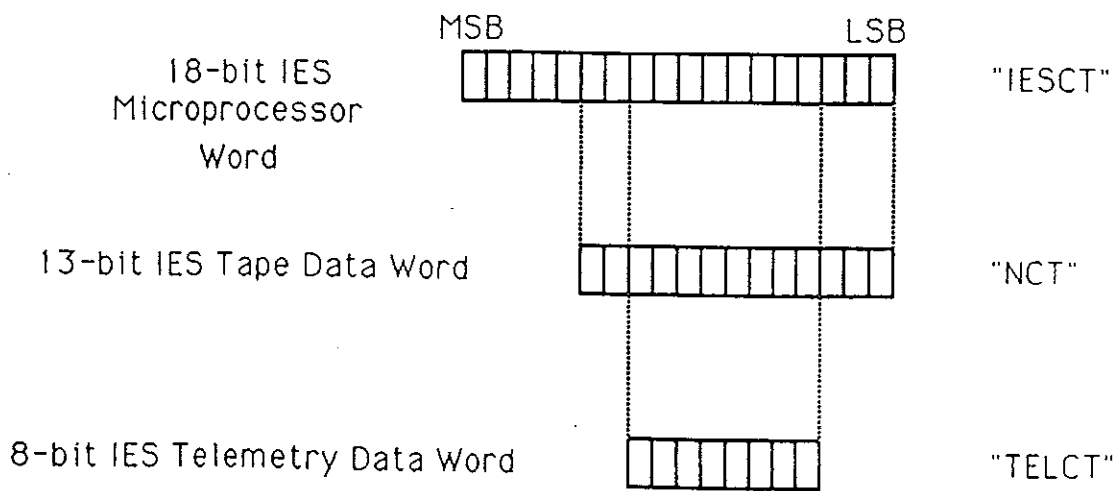 MSB LSB
18-bit IES
Microprocessor
Word
"IESCT"
13-bit IES Tape Data Word
"NCT"
8-bit IES Telemetry Data Word
"TELCT"